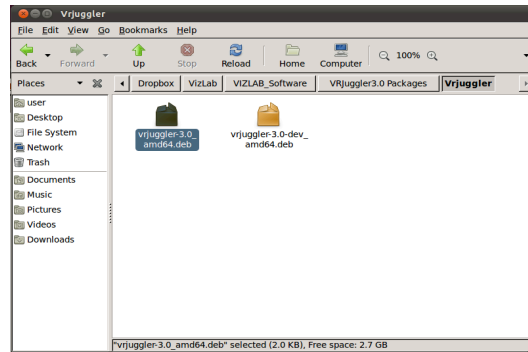 Vrjuggler
File Edit View Go Bookmarks Help
Back Forward Up Stop Reload Home Computer 100%
Places Dropbox VizLab VIZLAB_Software VRJuggler3.0 Packages Vrjuggler
user
Desktop
File System
Network
Trash
Documents
Music
Pictures
Videos
Downloads
vrjuggler-3.0_
amd64.deb
vrjuggler-3.0-dev_
amd64.deb
"vrjuggler-3.0_amd64.deb" selected (2.0 KB), Free space: 2.7 GB